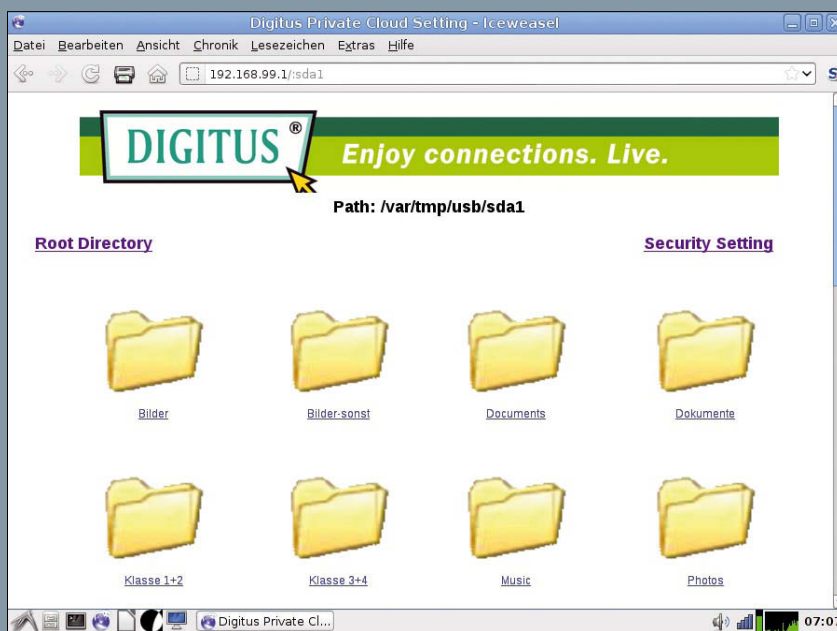 Digitus Private Cloud Setting - Iceweasel
Datei Bearbeiten Ansicht Chronik Lesezeichen Extras Hilfe
192.168.99.1/:sda1
DIGITUS® Enjoy connections. Live.
Path: /var/tmp/usb/sda1
Root Directory Security Setting
Bilder Bilder-sonst Documents Dokumente
Klasse 1+2 Klasse 3+4 Music Photos
Digitus Private Cl...